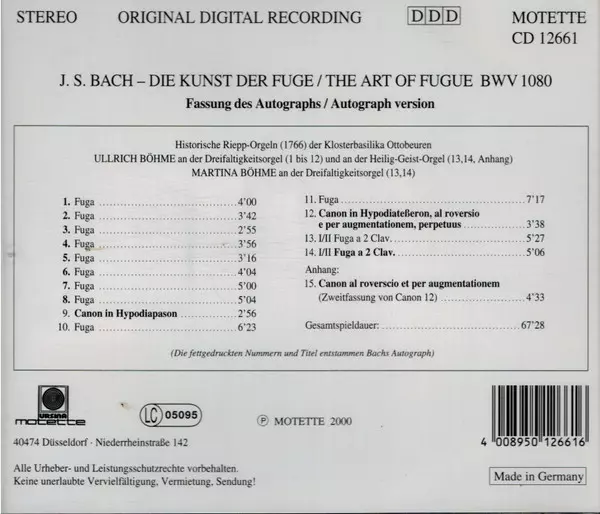 STEREO ORIGINAL DIGITAL RECORDING DDD MOTETTE
CD 12661
J. S. BACH – DIE KUNST DER FUGE / THE ART OF FUGUE BWV 1080
Fassung des Autographs / Autograph version
Historische Riepp-Orgeln (1766) der Klosterbasilika Ottobeuren
ULLRICH BÖHME an der Dreifaltigkeitsorgel (1 bis 12) und an der Heilig-Geist-Orgel (13,14, Anhang)
MARTINA BÖHME an der Dreifaltigkeitsorgel (13,14)
1. Fuga 4'00
2. Fuga 3'42
3. Fuga 2'55
4. Fuga 3'56
5. Fuga 3'16
6. Fuga 4'04
7. Fuga 5'00
8. Fuga 5'04
9. Canon in Hypodiapason 2'56
10. Fuga 6'23
11. Fuga 7'17
12. Canon in Hypodiateßeron, al roversio
e per augmentationem, perpetuus 3'38
13. I/II Fuga a 2 Clav. 5'27
14. I/II Fuga a 2 Clav. 5'06
Anhang:
15. Canon al roverscio et per augmentationem
(Zweitfassung von Canon 12) 4'33
Gesamtspieldauer: 67'28
(Die fettgedruckten Nummern und Titel entstammen Bachs Autograph)
URSINA
motette
LC 05095
Ⓟ MOTETTE 2000
4 008950 126616
40474 Düsseldorf · Niederrheinstraße 142
Alle Urheber- und Leistungsschutzrechte vorbehalten.
Keine unerlaubte Vervielfältigung, Vermietung, Sendung!
Made in Germany